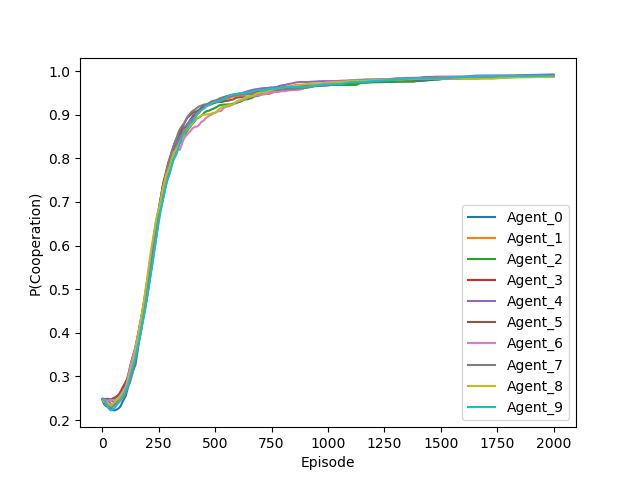 1.0
0.9
0.8
0.7
0.6
0.5
0.4
0.3
0.2
P(Cooperation)
Agent_0
Agent_1
Agent_2
Agent_3
Agent_4
Agent_5
Agent_6
Agent_7
Agent_8
Agent_9
0 250 500 750 1000 1250 1500 1750 2000
Episode